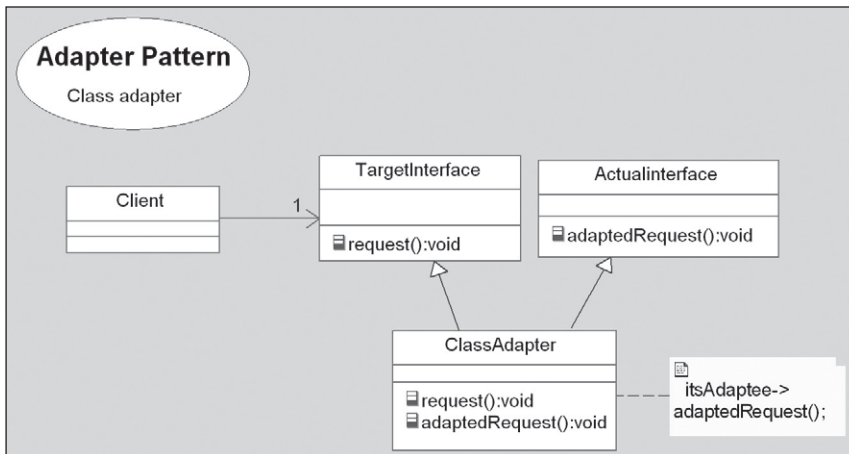 Adapter Pattern
Class adapter
Client
1
TargetInterface
request():void
Actualinterface
adaptedRequest():void
ClassAdapter
request():void
adaptedRequest():void
itsAdaptee->
adaptedRequest();